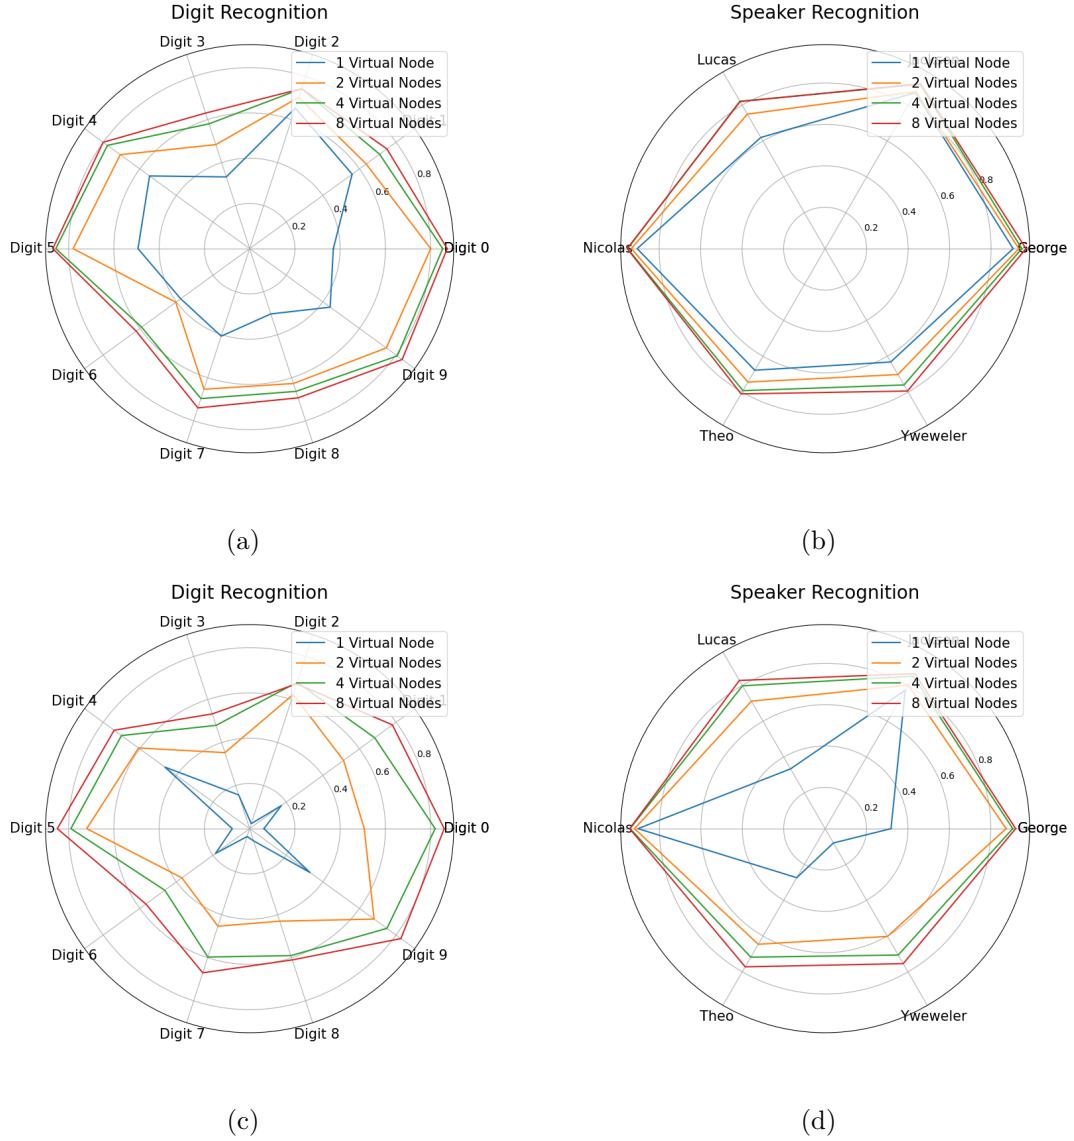 Digit Recognition
Digit 3
Digit 2
1 Virtual Node
2 Virtual Nodes
4 Virtual Nodes
8 Virtual Nodes
Digit 4
Digit 1
0.8
0.6
0.4
0.2
Digit 5
Digit 0
Digit 6
Digit 9
Digit 7
Digit 8
(a)
Speaker Recognition
Lucas
1 Virtual Node
2 Virtual Nodes
4 Virtual Nodes
8 Virtual Nodes
0.8
0.6
0.4
0.2
Nicolas
George
Theo
Yweweler
(b)
Digit Recognition
Digit 3
Digit 2
1 Virtual Node
2 Virtual Nodes
4 Virtual Nodes
8 Virtual Nodes
Digit 4
Digit 1
0.8
0.6
0.4
0.2
Digit 5
Digit 0
Digit 6
Digit 9
Digit 7
Digit 8
(c)
Speaker Recognition
Lucas
1 Virtual Node
2 Virtual Nodes
4 Virtual Nodes
8 Virtual Nodes
0.8
0.6
0.4
0.2
Nicolas
George
Theo
Yweweler
(d)